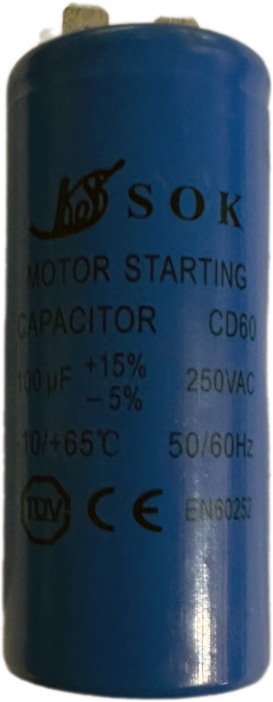 SOK
MOTOR STARTING
CAPACITOR CD60
100 µF +15% -5% 250VAC
-10/+65℃ 50/60Hz
TÜV CE EN60252